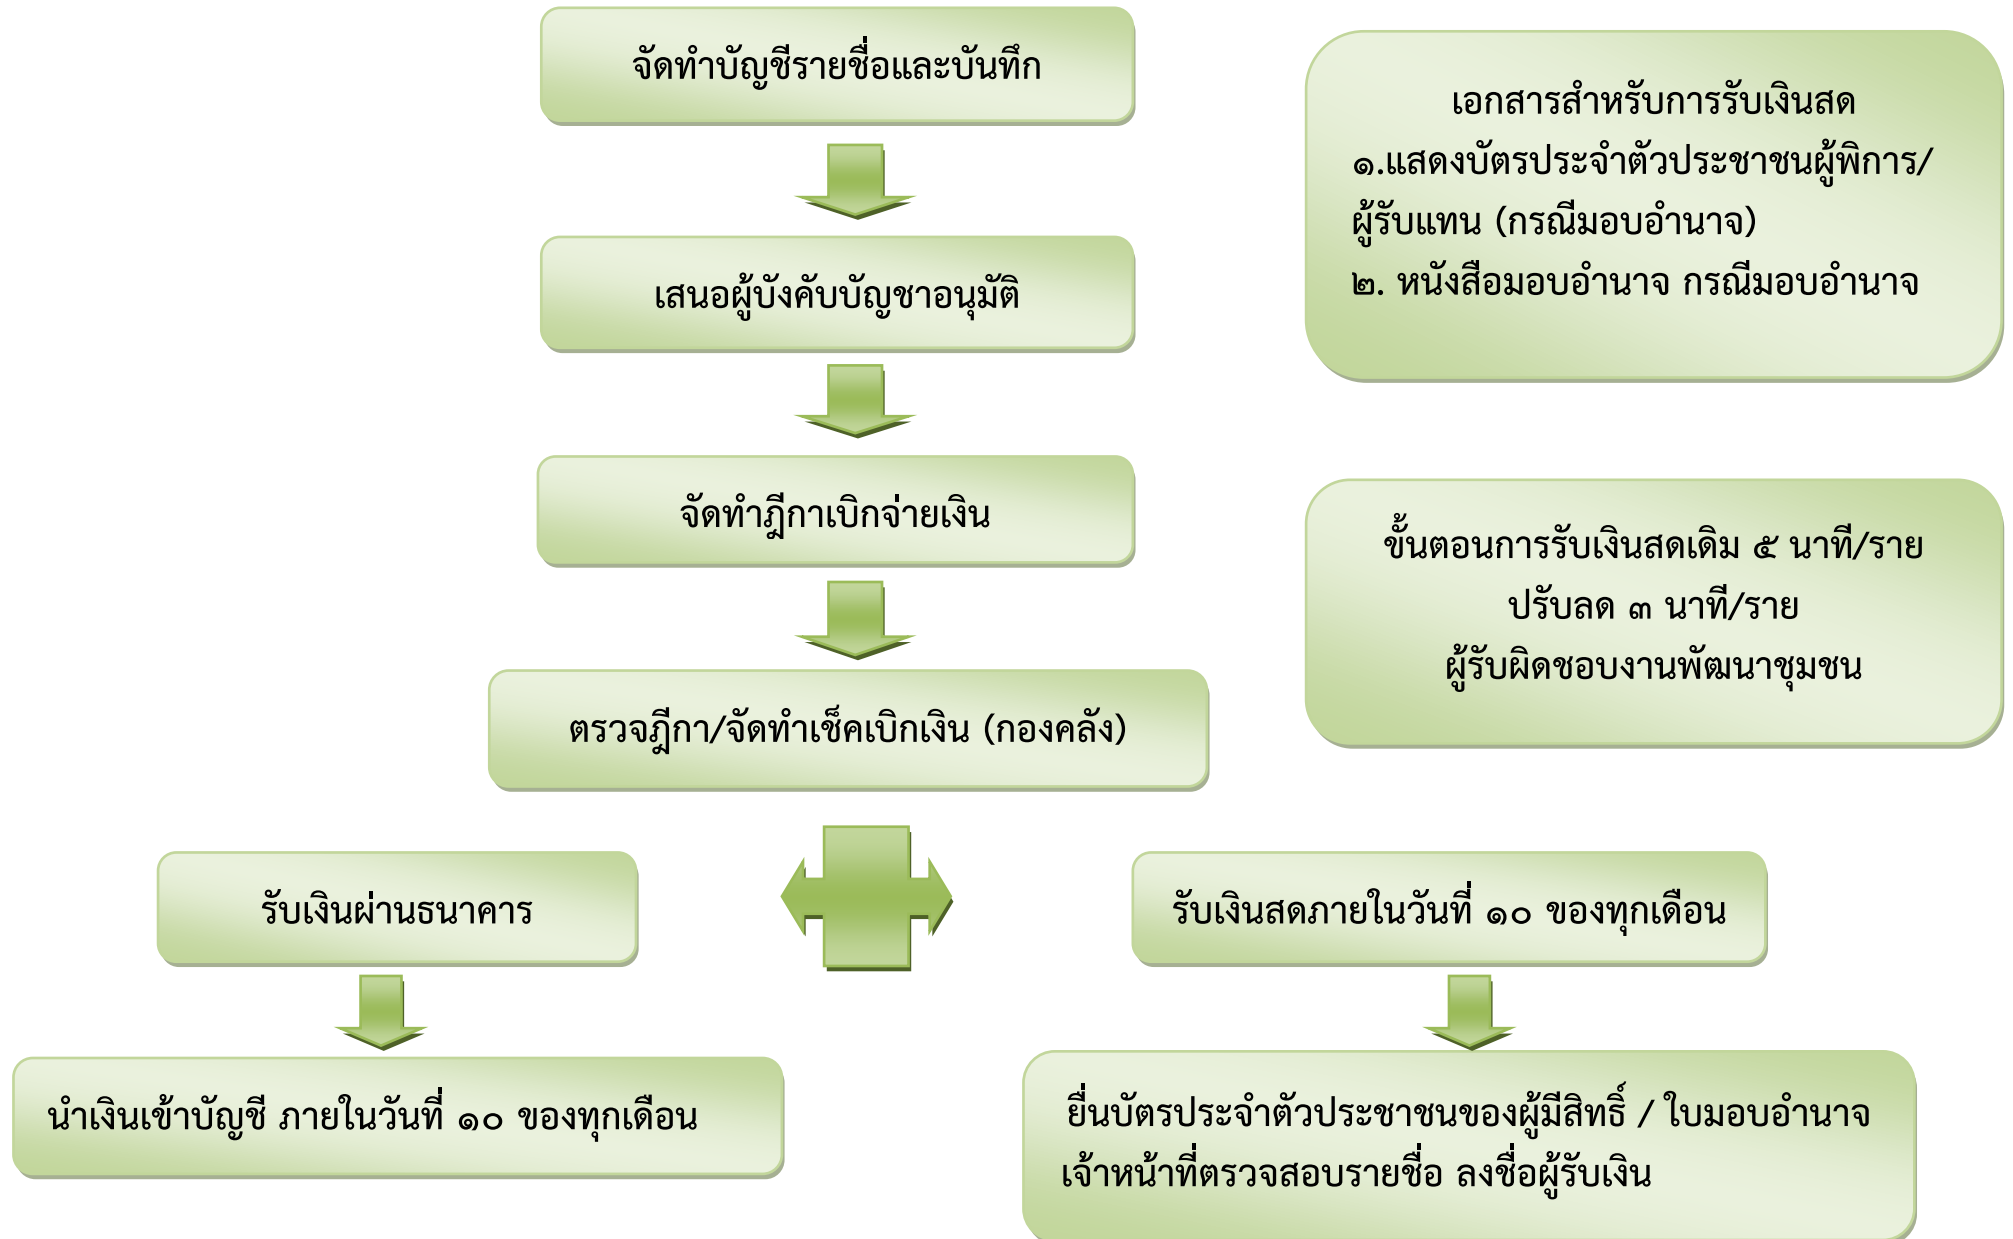 จัดทำบัญชีรายชื่อและบันทึก
เสนอผู้บังคับบัญชาอนุมัติ
จัดทำฎีกาเบิกจ่ายเงิน
ตรวจฎีกา/จัดทำเช็คเบิกเงิน (กองคลัง)
รับเงินผ่านธนาคาร
นำเงินเข้าบัญชี ภายในวันที่ ๑๐ ของทุกเดือน
รับเงินสดภายในวันที่ ๑๐ ของทุกเดือน
ยื่นบัตรประจำตัวประชาชนของผู้มีสิทธิ์ / ใบมอบอำนาจ
เจ้าหน้าที่ตรวจสอบรายชื่อ ลงชื่อผู้รับเงิน
เอกสารสำหรับการรับเงินสด
๑.แสดงบัตรประจำตัวประชาชนผู้พิการ/
ผู้รับแทน (กรณีมอบอำนาจ)
๒. หนังสือมอบอำนาจ กรณีมอบอำนาจ
ขั้นตอนการรับเงินสดเดิม ๕ นาที/ราย
ปรับลด ๓ นาที/ราย
ผู้รับผิดชอบงานพัฒนาชุมชน